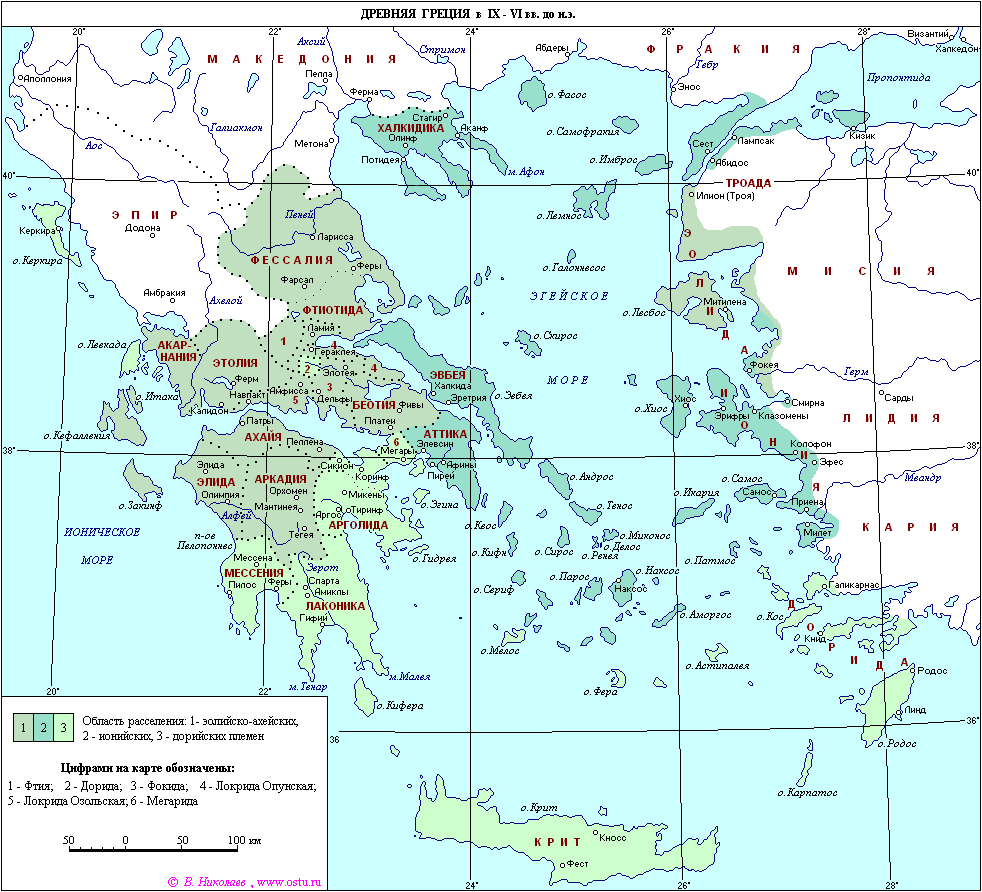 ДРЕВНЯЯ ГРЕЦИЯ в IX - VI вв. до н.э.
20°
22°
24°
26°
28°
Аксий
Стримон
Абдеры
Ф Р А К И Я
Византий
Халкедон
М А К Е Д О Н И Я
Гебр
Аполлония
Пелла
Энос
Пропонтида
Ферма
о. Фасос
Стагир
ХАЛКИДИКА
Аканф
Олинф
о. Самофракия
Кизик
Лампсак
Галиакмон
Аос
Метона
Сест
Потидея
о. Имброс
Абидос
м. Афон
40°
40°
ТРОАДА
Илион (Троя)
Э П И Р
Додона
Пеней
о. Лемнос
Керкира
Ларисса
Э О Л И Д А
о. Керкира
ФЕССАЛИЯ
Феры
о. Галоннесос
М И С И Я
Фарсал
Амбракия
Ахелой
ЭГЕЙСКОЕ
Митилена
ФТИОТИДА
о. Лесбос
Ламия
о. Скирос
о. Левкада
АКАР-
НАНИЯ
1
4
Гераклея
ЭТОЛИЯ
2
Элотея
4
Фокея
Герм
Ферм
3
ЭВБЕЯ
МОРЕ
Халкида
о. Итака
Навпакт
Амфисса
Дельфы
Эретрия
о. Эвбея
Хиос
Сарды
5
БЕОТИЯ
Фивы
о. Хиос
Смирна
Калидон
Эрифры
Клазомены
Л И Д И Я
Патры
Платеи
И О Н И Я
о. Кефалления
АХАЙЯ
6
АТТИКА
Пеллена
Элевсин
Колофон
38°
38°
Мегары
Элида
Сикион
Афины
Эфес
Пирей
ЭЛИДА
АРКАДИЯ
Коринф
о. Андрос
о. Самос
Меандр
Орхомен
Олимпия
Микены
о. Икария
Самос
о. Закинф
Мантинея
Тиринф
о. Эгина
о. Тенос
Приена
Алфей
Аргос
АРГОЛИДА
о. Кеос
К А Р И Я
ИОНИЧЕСКОЕ
Тегея
Милет
п-ов
Пелопоннес
о. Миконос
о. Делос
о. Кифн
о. Сирос
о. Ренея
МОРЕ
Мессена
о. Гидрея
о. Патмос
Эврот
МЕССЕНИЯ
о. Парос
о. Наксос
Феры
Спарта
Пилос
Амиклы
о. Сериф
Наксос
Галикарнас
ЛАКОНИКА
о. Аморгос
о. Кос
Д О Р И Д А
Гифий
Книд
о. Мелос
о. Астипалея
м. Малея
Родос
м. Тенар
о. Фера
20°
22°
о. Кифера
Линд
36°
36
о. Родос
1
2
3
Область расселения: 1- эолийско-ахейских,
2 - ионийских, 3 - дорийских племен
Цифрами на карте обозначены:
1 - Фтия; 2 - Дорида; 3 - Фокида; 4 - Локрида Опунская;
5 - Локрида Озольская; 6 - Мегарида
о. Карпатос
о. Крит
К Р И Т
Кносс
Фест
50
0
50
100 км
© В. Николаев , www.ostu.ru
24°
26°
28°